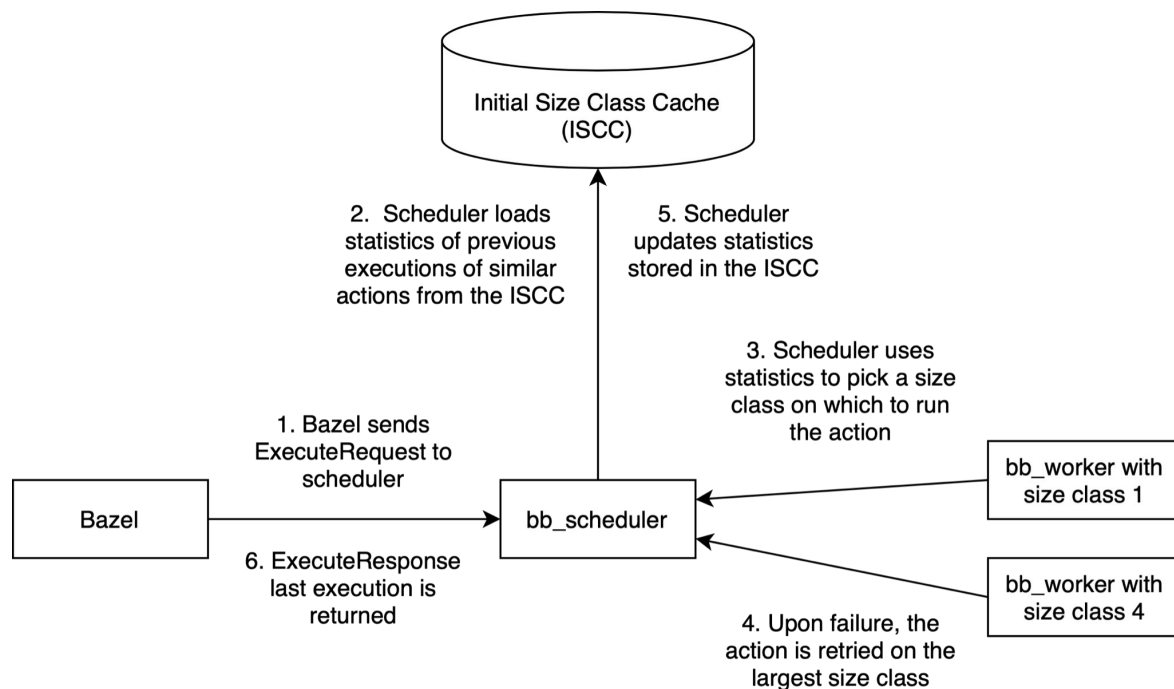 Initial Size Class Cache
(ISCC)
2.  Scheduler loads
statistics of previous
executions of similar
actions from the ISCC
5. Scheduler
updates statistics
stored in the ISCC
3. Scheduler uses
statistics to pick a size
class on which to run
the action
1. Bazel sends
ExecuteRequest to
scheduler
Bazel
bb_scheduler
bb_worker with
size class 1
6. ExecuteResponse
last execution is
returned
bb_worker with
size class 4
4. Upon failure, the
action is retried on the
largest size class